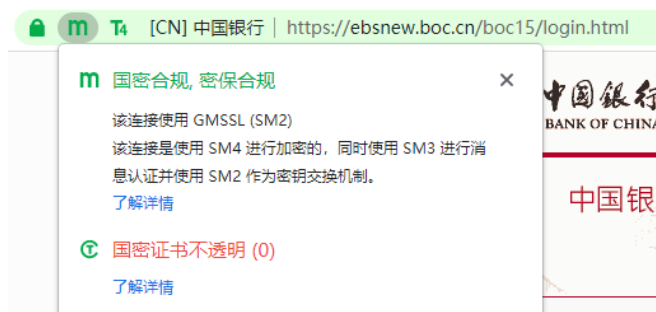 m T4 [CN] 中国银行 | https://ebsnew.boc.cn/boc15/login.html
m 国密合规, 密保合规
该连接使用 GMSSL (SM2)
该连接是使用 SM4 进行加密的，同时使用 SM3 进行消
息认证并使用 SM2 作为密钥交换机制。
了解详情
国密证书不透明 (0)
了解详情
中國銀行
BANK OF CHINA
中国银